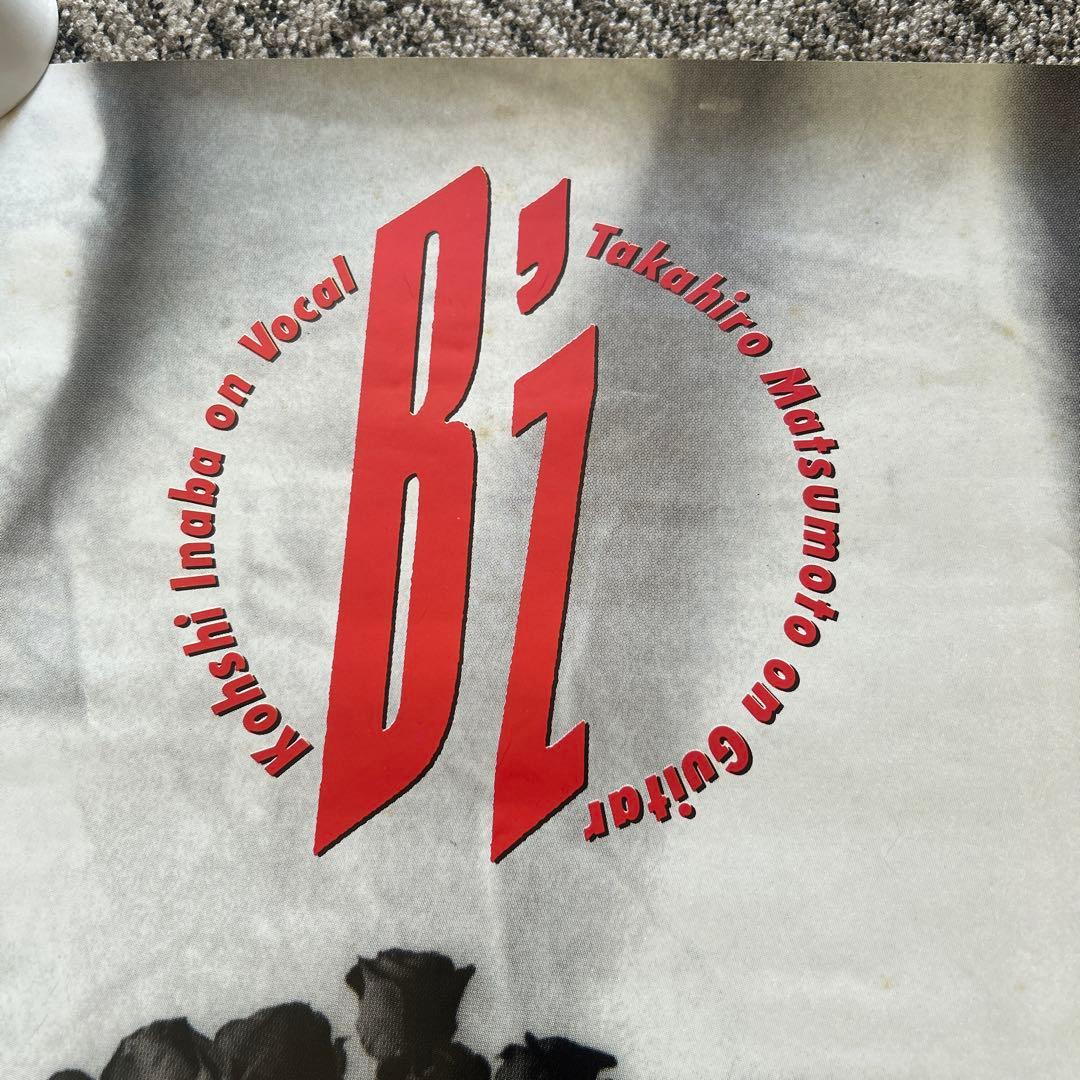 B'z
Kohshi Inaba on Vocal
Takahiro Matsumoto on Guitar